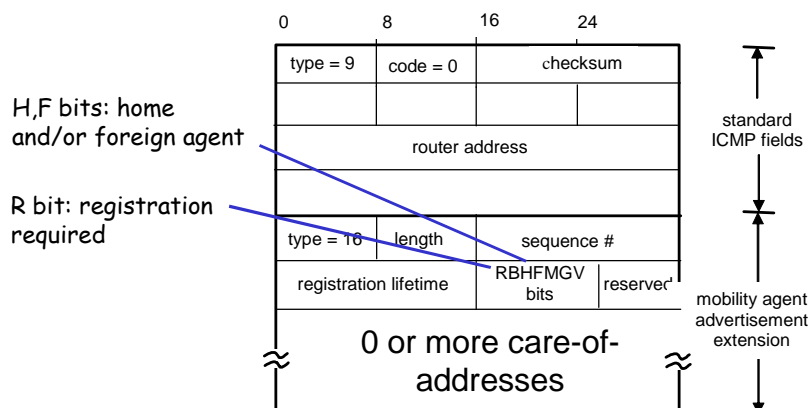 0 8 16 24
type = 9 code = 0 checksum
H,F bits: home
and/or foreign agent
standard
ICMP fields
router address
R bit: registration
required
type = 16 length sequence #
registration lifetime RBHFMGV
bits reserved
mobility agent
advertisement
extension
0 or more care-of-
addresses